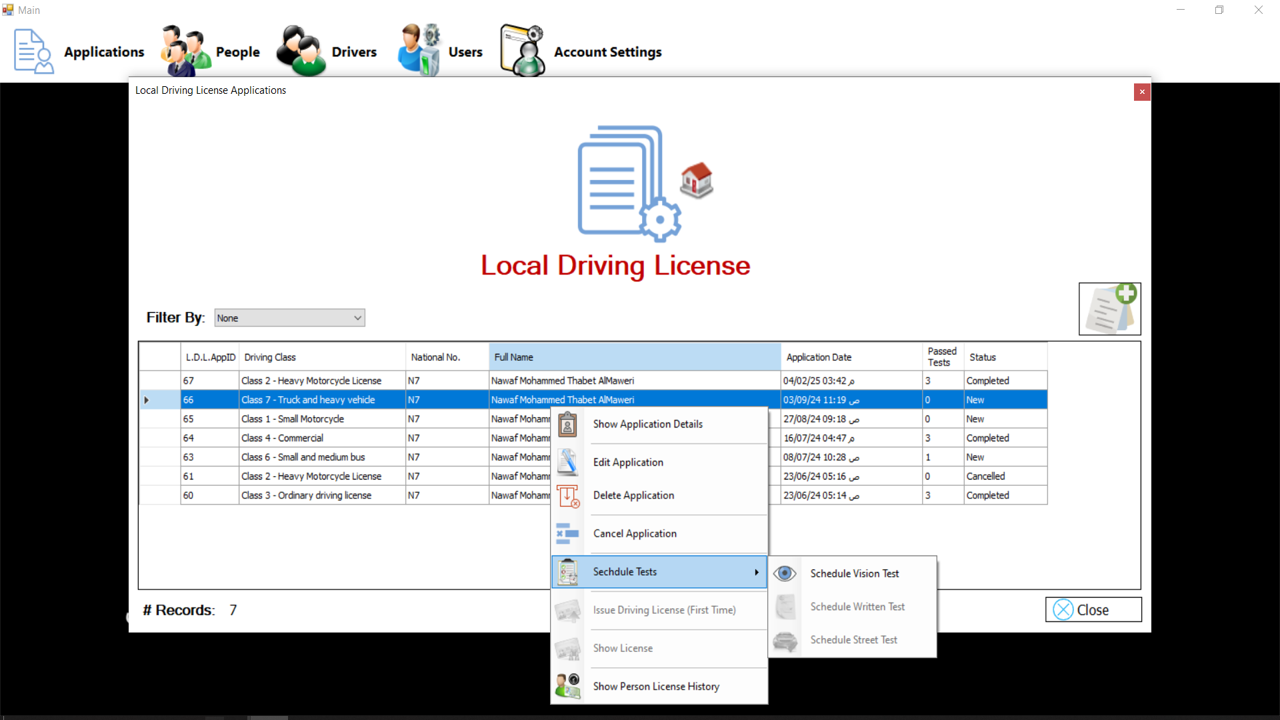 Main
Applications People Drivers Users Account Settings
Local Driving License Applications
Local Driving License
Filter By: None
L.D.L.AppID Driving Class National No. Full Name Application Date Passed Tests Status
67 Class 2 - Heavy Motorcycle License N7 Nawaf Mohammed Thabet AlMaweri 04/02/25 03:42 م 3 Completed
66 Class 7 - Truck and heavy vehicle N7 Nawaf Mohammed Thabet AlMaweri 03/09/24 11:19 ص 0 New
65 Class 1 - Small Motorcycle N7 Nawaf Moham 27/08/24 09:18 ص 0 New
64 Class 4 - Commercial N7 Nawaf Moham 16/07/24 04:47 م 3 Completed
63 Class 6 - Small and medium bus N7 Nawaf Moham 08/07/24 10:28 ص 1 New
61 Class 2 - Heavy Motorcycle License N7 Nawaf Moham 23/06/24 05:16 ص 0 Cancelled
60 Class 3 - Ordinary driving license N7 Nawaf Moham 23/06/24 05:14 ص 3 Completed
Show Application Details
Edit Application
Delete Application
Cancel Application
Sechdule Tests
Issue Driving License (First Time)
Show License
Show Person License History
Schedule Vision Test
Schedule Written Test
Schedule Street Test
# Records: 7
Close